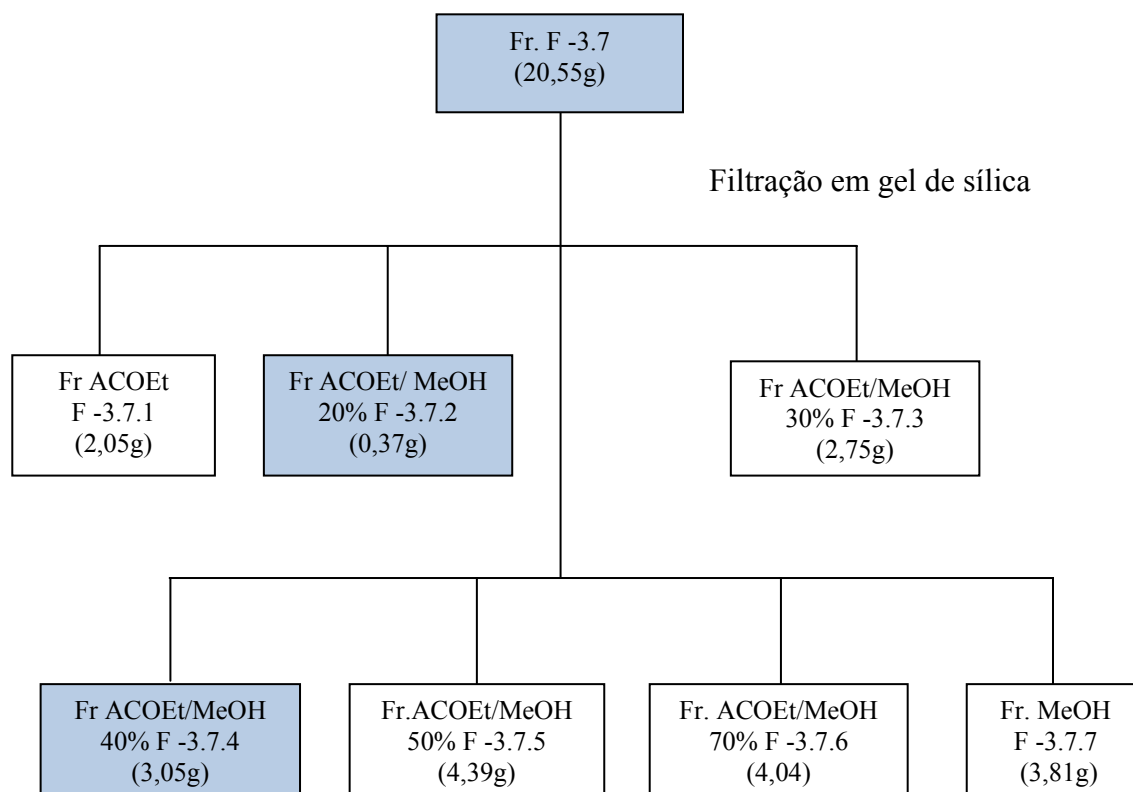 Fr. F -3.7
(20,55g)
Filtração em gel de sílica
Fr ACOEt
F -3.7.1
(2,05g)
Fr ACOEt/ MeOH
20% F -3.7.2
(0,37g)
Fr ACOEt/MeOH
30% F -3.7.3
(2,75g)
Fr ACOEt/MeOH
40% F -3.7.4
(3,05g)
Fr.ACOEt/MeOH
50% F -3.7.5
(4,39g)
Fr. ACOEt/MeOH
70% F -3.7.6
(4,04)
Fr. MeOH
F -3.7.7
(3,81g)